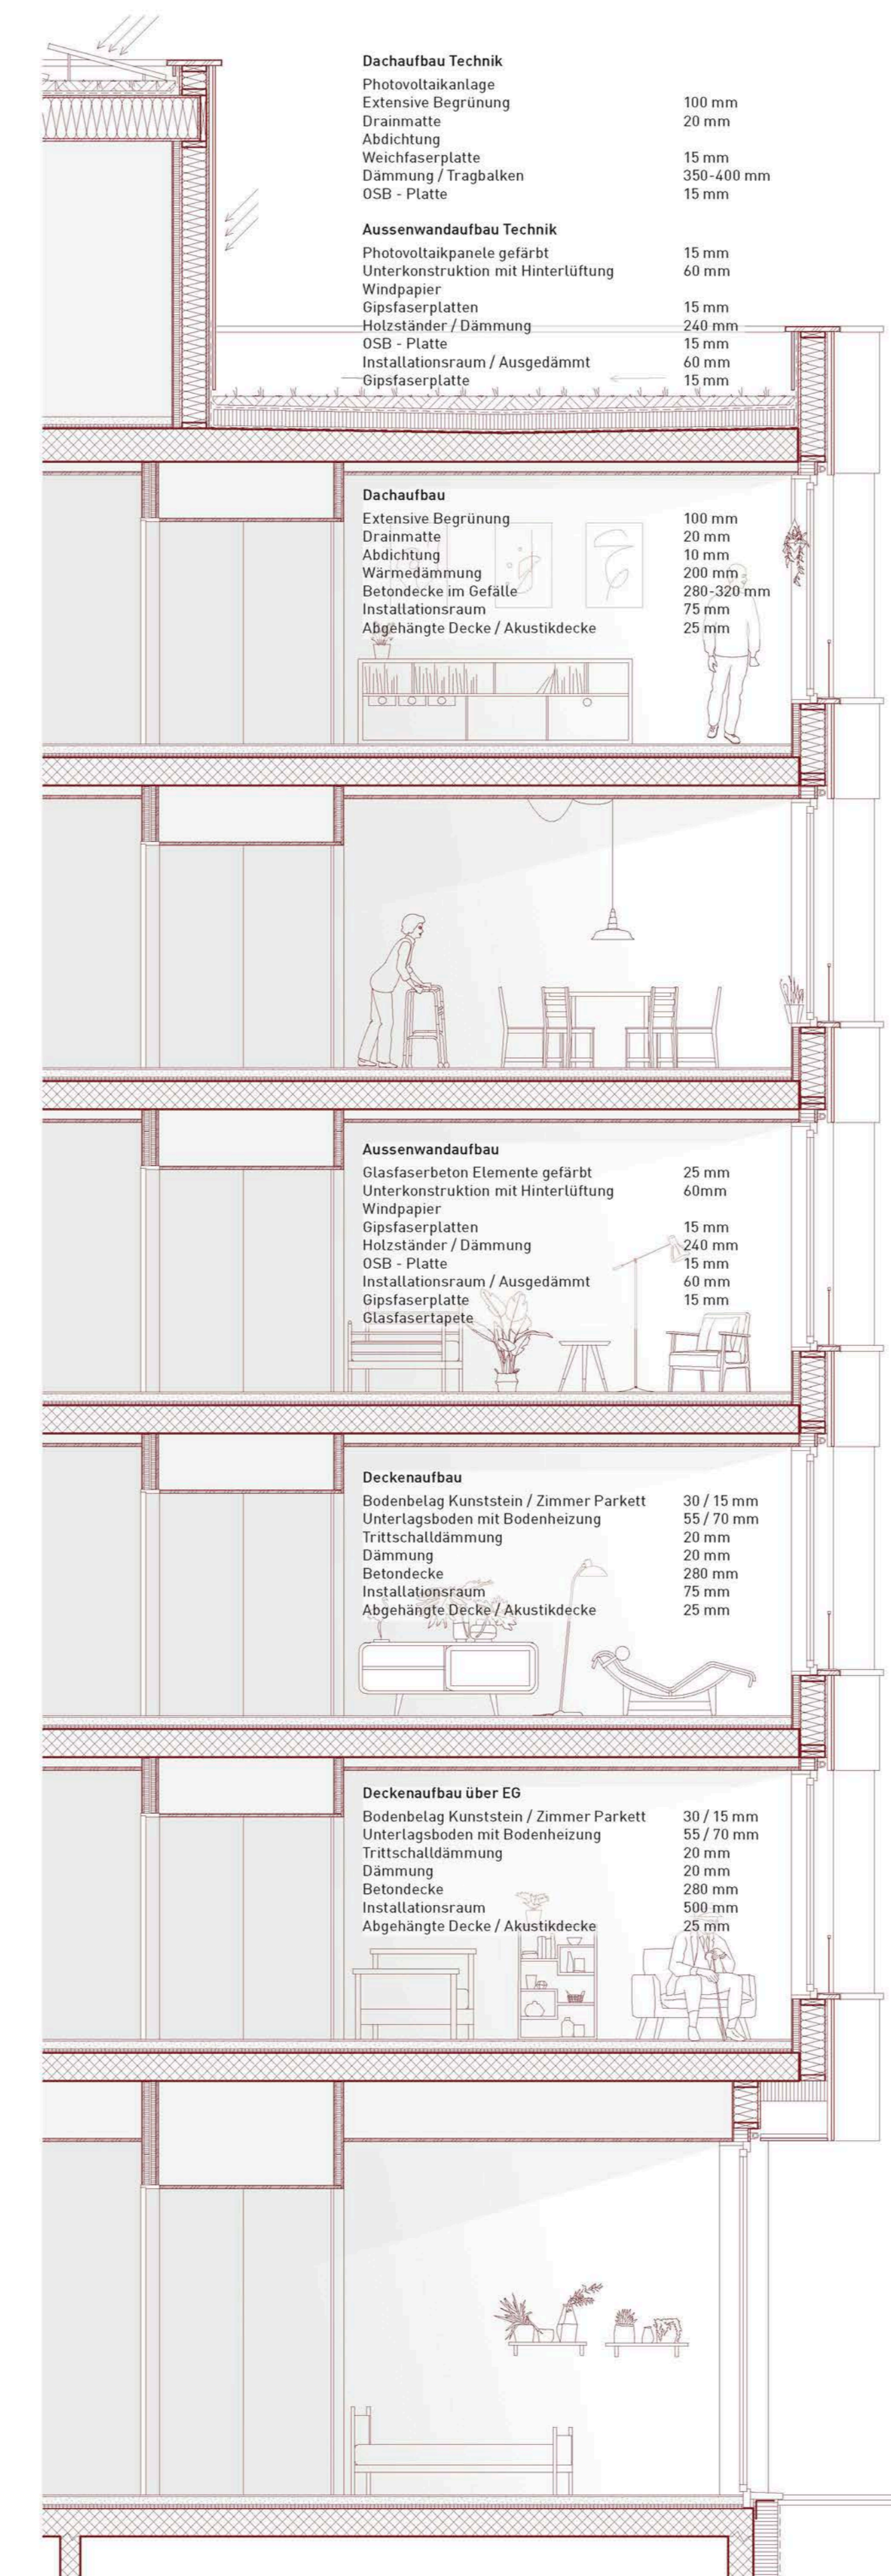 Dachaufbau Technik
Photovoltaikanlage
Extensive Begrünung 100 mm
Drainmatte 20 mm
Abdichtung
Weichfaserplatte 15 mm
Dämmung / Tragbalken 350-400 mm
OSB - Platte 15 mm
Aussenwandaufbau Technik
Photovoltaikpanele gefärbt 15 mm
Unterkonstruktion mit Hinterlüftung 60 mm
Windpapier
Gipsfaserplatten 15 mm
Holzständer / Dämmung 240 mm
OSB - Platte 15 mm
Installationsraum / Ausgedämmt 60 mm
Gipsfaserplatte 15 mm
Dachaufbau
Extensive Begrünung 100 mm
Drainmatte 20 mm
Abdichtung 10 mm
Wärmedämmung 200 mm
Betondecke im Gefälle 280-320 mm
Installationsraum 75 mm
Abgehängte Decke / Akustikdecke 25 mm
Aussenwandaufbau
Glasfaserbeton Elemente gefärbt 25 mm
Unterkonstruktion mit Hinterlüftung 60mm
Windpapier
Gipsfaserplatten 15 mm
Holzständer / Dämmung 240 mm
OSB - Platte 15 mm
Installationsraum / Ausgedämmt 60 mm
Gipsfaserplatte 15 mm
Glasfasertapete
Deckenaufbau
Bodenbelag Kunststein / Zimmer Parkett 30 / 15 mm
Unterlagsboden mit Bodenheizung 55 / 70 mm
Trittschalldämmung 20 mm
Dämmung 20 mm
Betondecke 280 mm
Installationsraum 75 mm
Abgehängte Decke / Akustikdecke 25 mm
Deckenaufbau über EG
Bodenbelag Kunststein / Zimmer Parkett 30 / 15 mm
Unterlagsboden mit Bodenheizung 55 / 70 mm
Trittschalldämmung 20 mm
Dämmung 20 mm
Betondecke 280 mm
Installationsraum 500 mm
Abgehängte Decke / Akustikdecke 25 mm